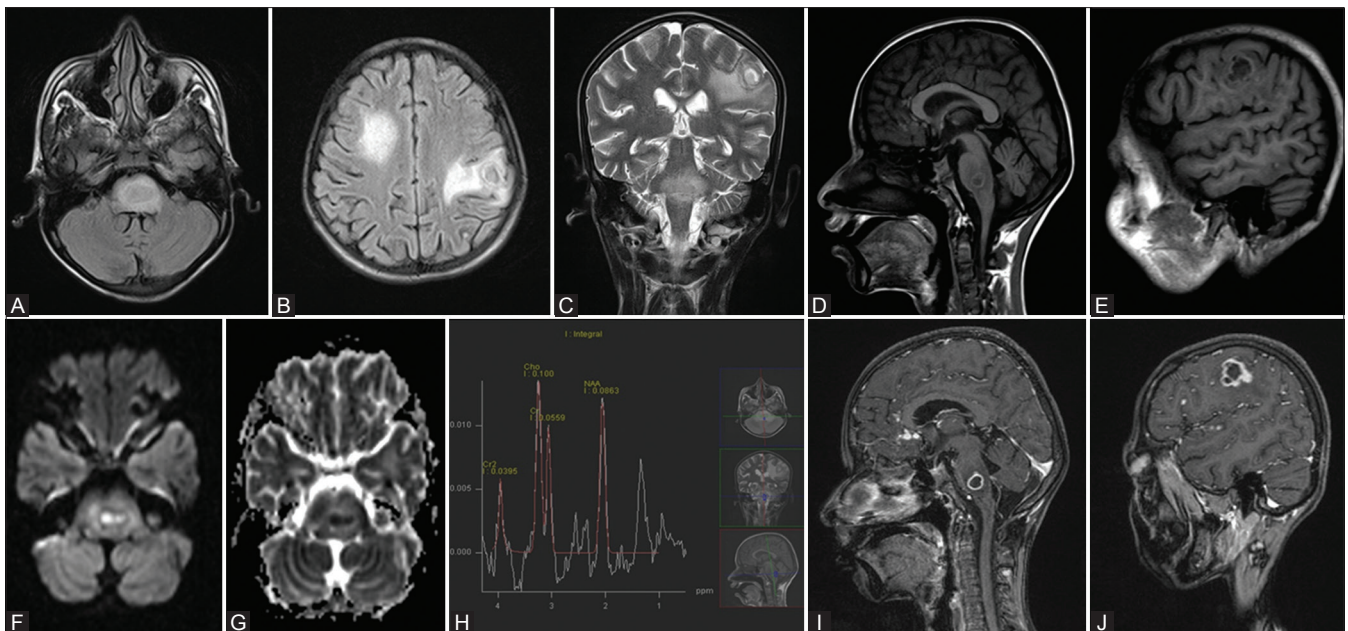 A
B
C
D
E
F
G
H
I
J
I : Integral
Cho
I : 0.100
NAA
I : 0.0863
Cr
I : 0.0559
Cr2
I : 0.0395
0.010
0.005
0.000
ppm
4
3
2
1